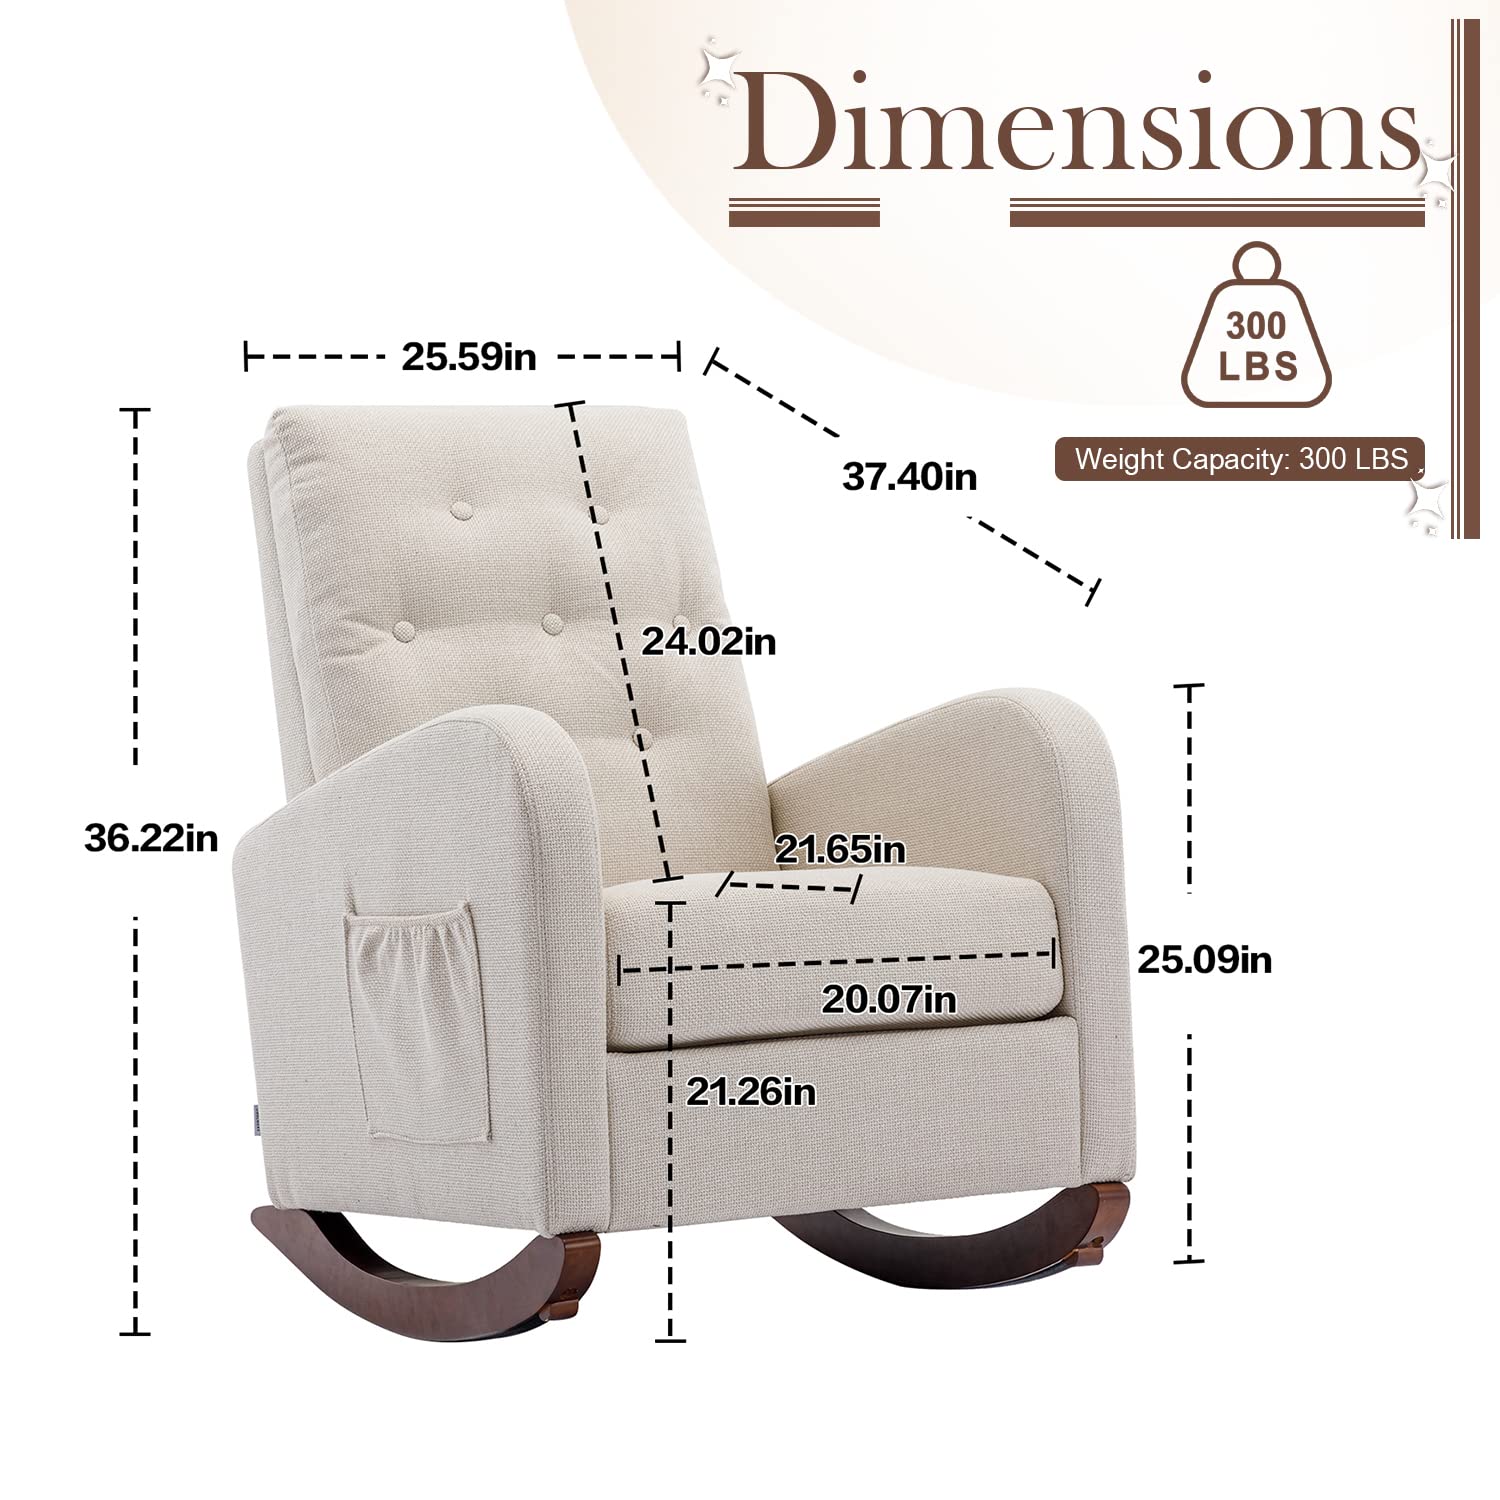 Dimensions
300
LBS
Weight Capacity: 300 LBS
25.59in
37.40in
24.02in
36.22in
21.65in
25.09in
20.07in
21.26in